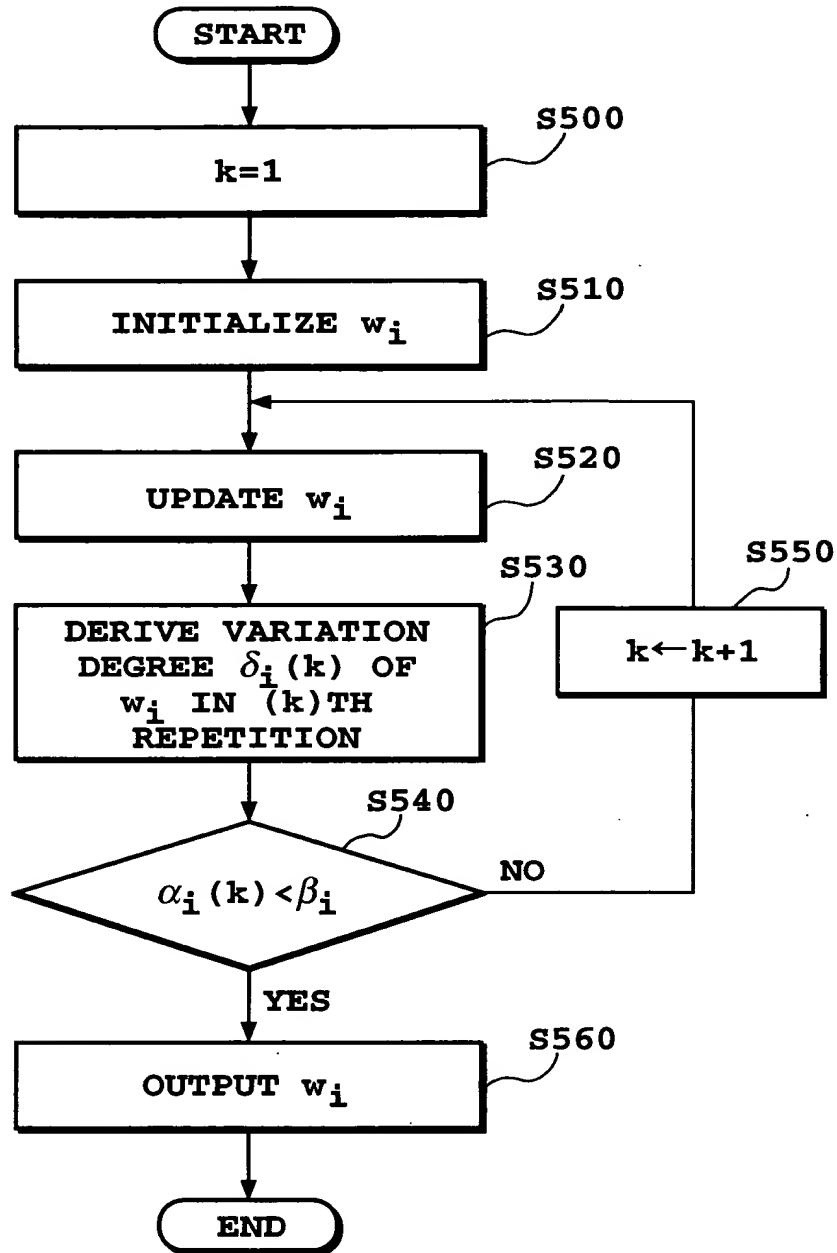 START
S500
k=1
S510
INITIALIZE wᵢ
S520
UPDATE wᵢ
S530
DERIVE VARIATION
DEGREE δᵢ(k) OF
wᵢ IN (k)TH
REPETITION
S550
k←k+1
S540
αᵢ(k)<βᵢ
NO
YES
S560
OUTPUT wᵢ
END